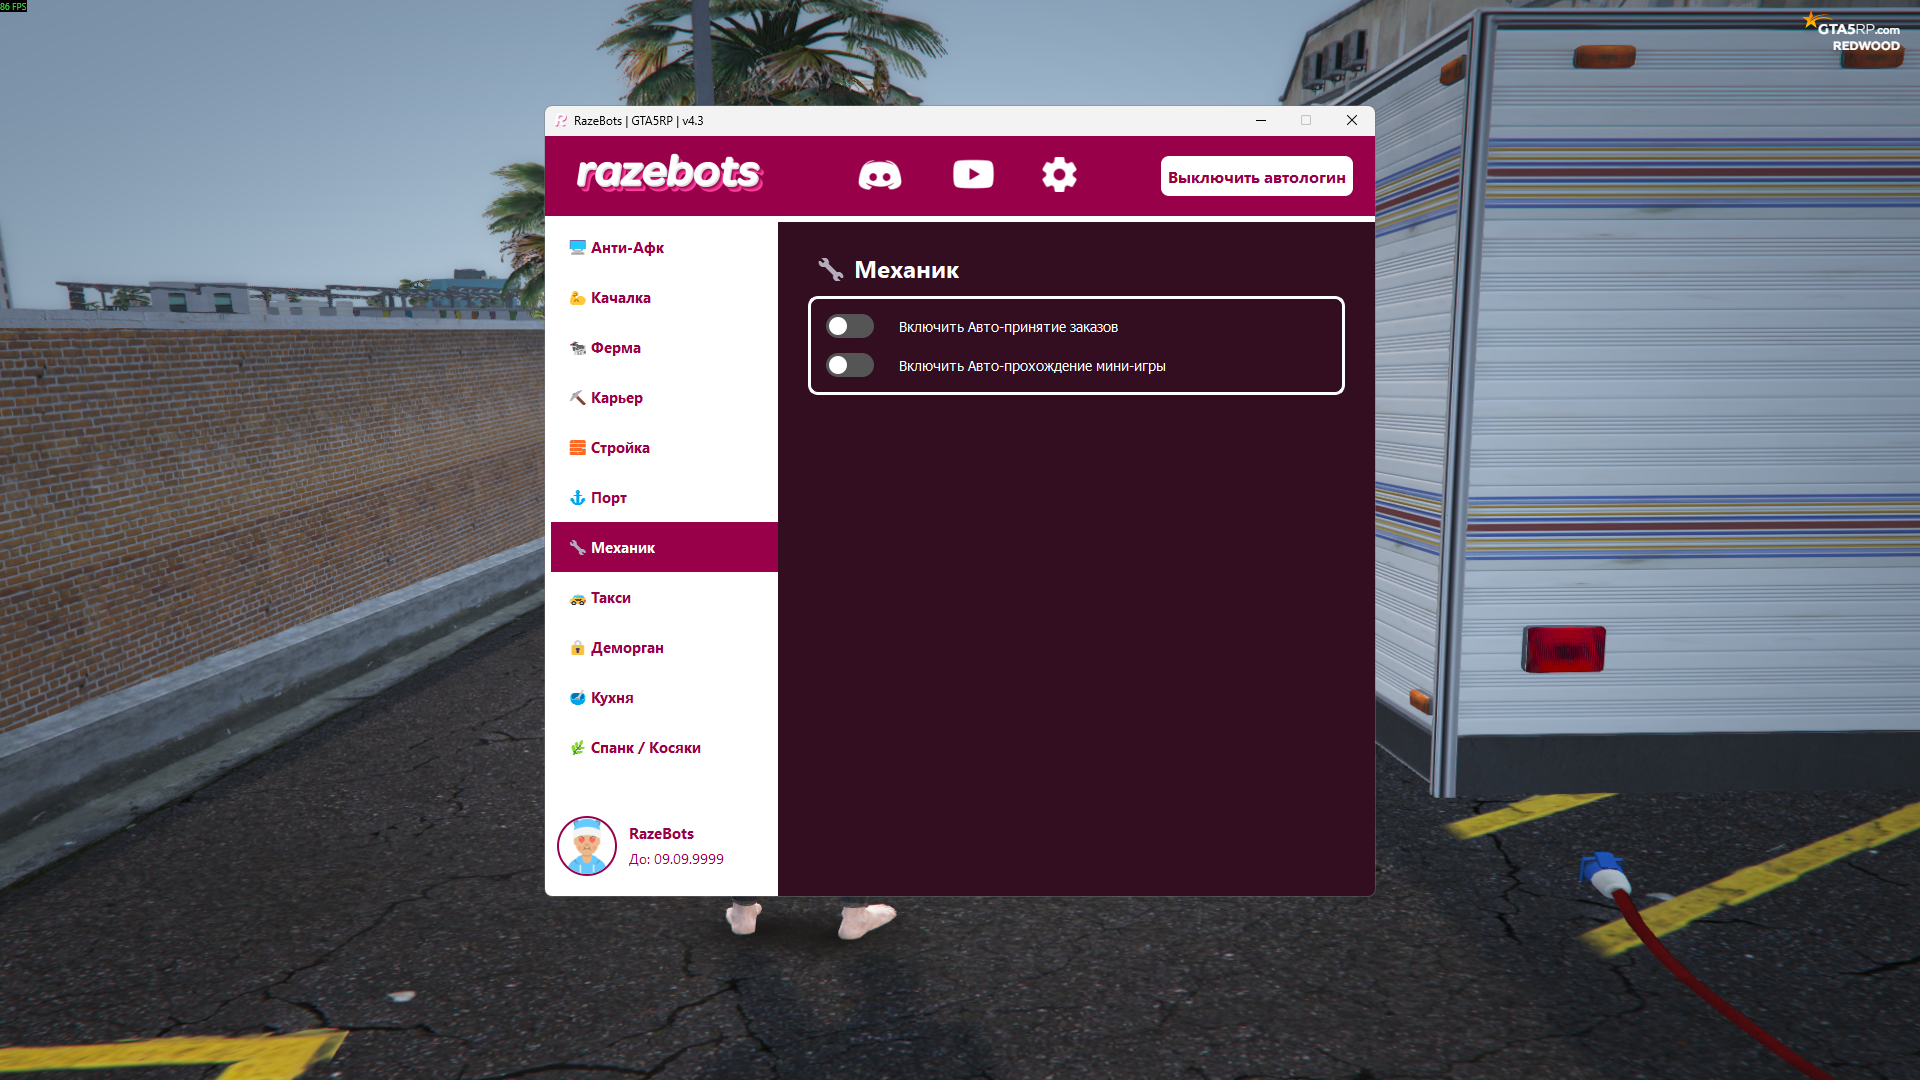 86 FPS
GTA5RP.com
REDWOOD
RazeBots | GTA5RP | v4.3
razebots
Выключить автологин
Анти-Афк
Качалка
Ферма
Карьер
Стройка
Порт
Механик
Такси
Деморган
Кухня
Спанк / Косяки
RazeBots
До: 09.09.9999
Механик
Включить Авто-принятие заказов
Включить Авто-прохождение мини-игры